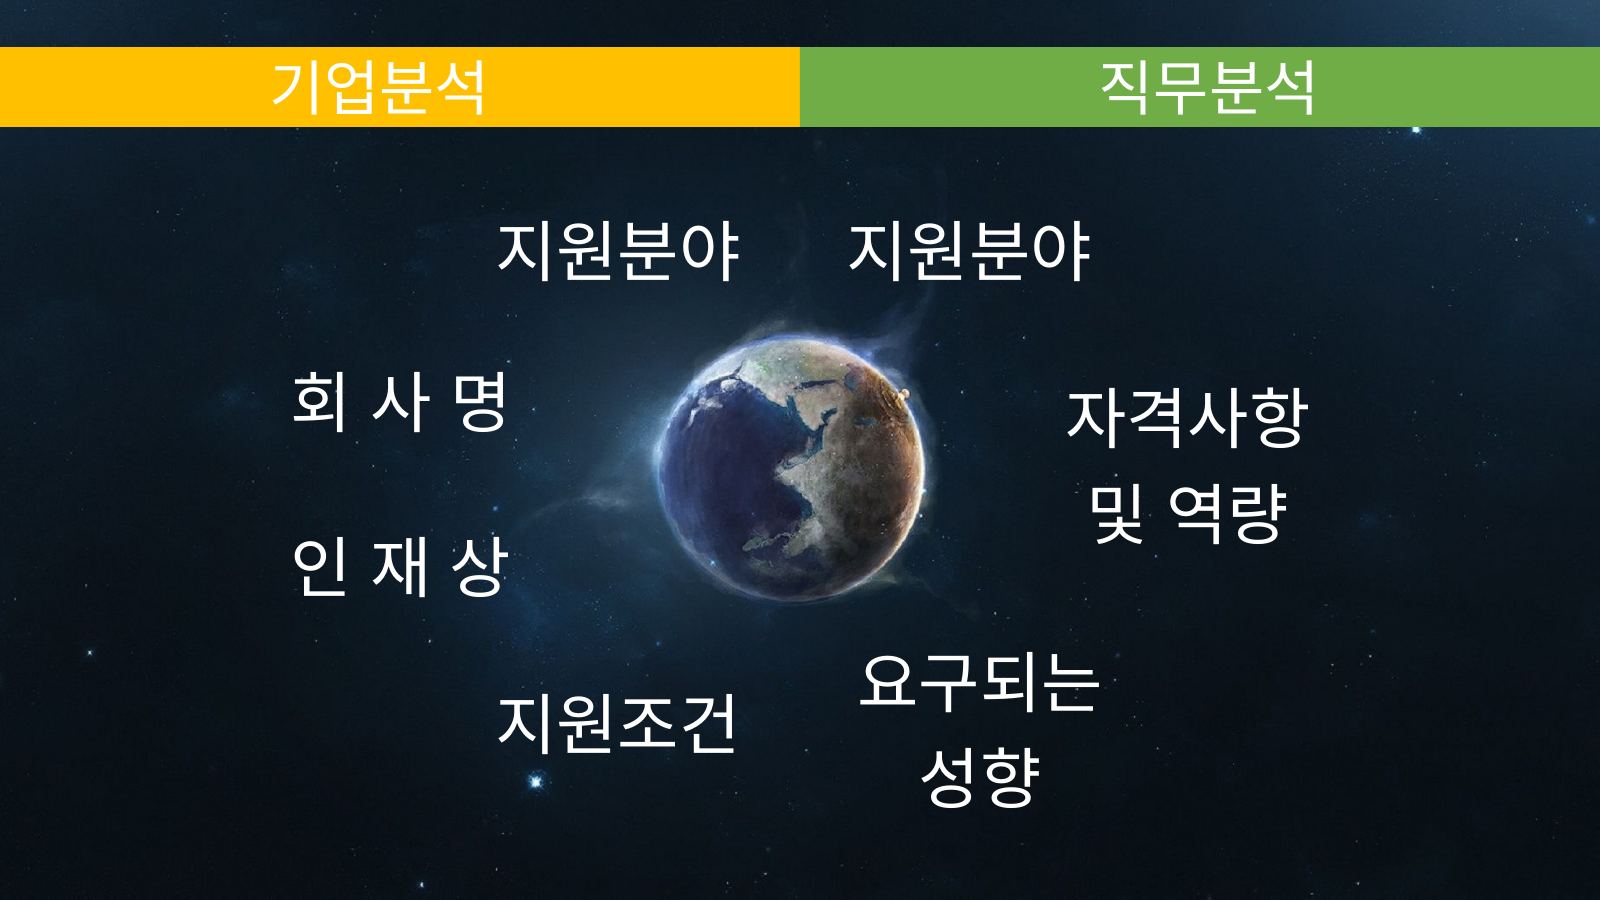 기업분석
직무분석
지원분야
지원분야
회 사 명
자격사항
및 역량
인 재 상
요구되는
성향
지원조건